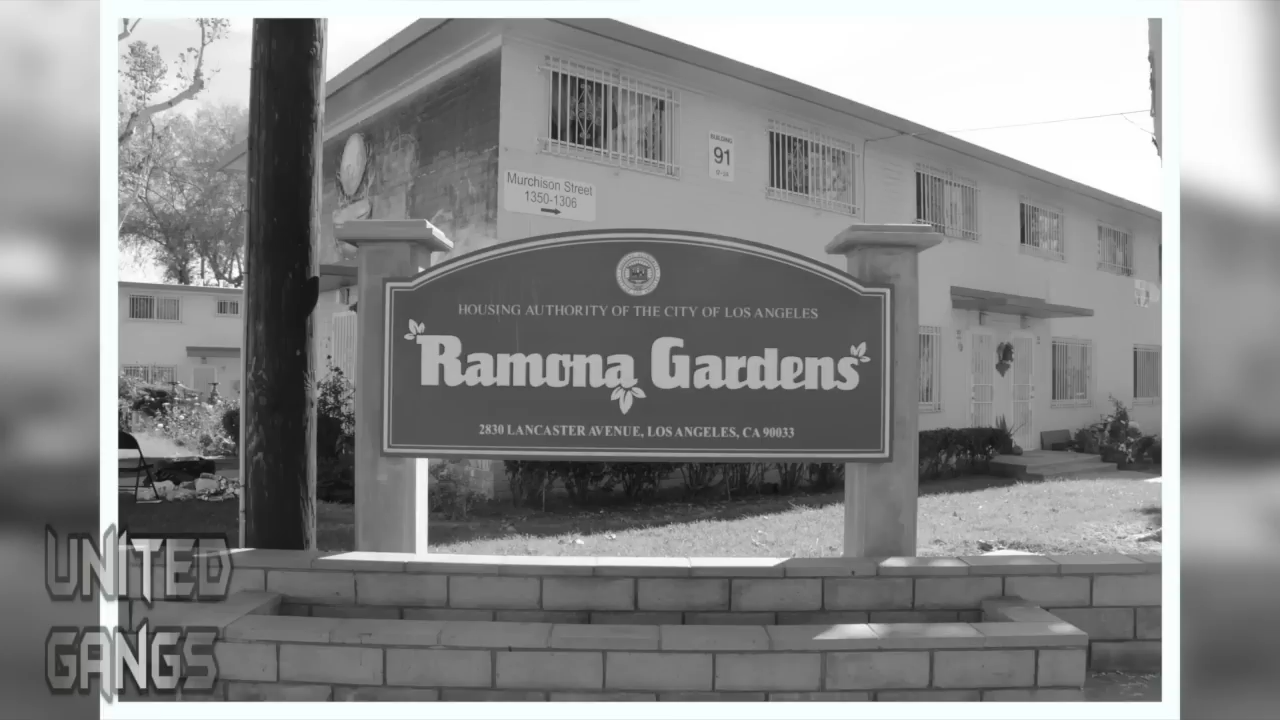 BUILDING
91
Murchison Street
1350-1306
HOUSING AUTHORITY OF THE CITY OF LOS ANGELES
Ramona Gardens
2830 LANCASTER AVENUE, LOS ANGELES, CA 90033
UNITED
GANGS